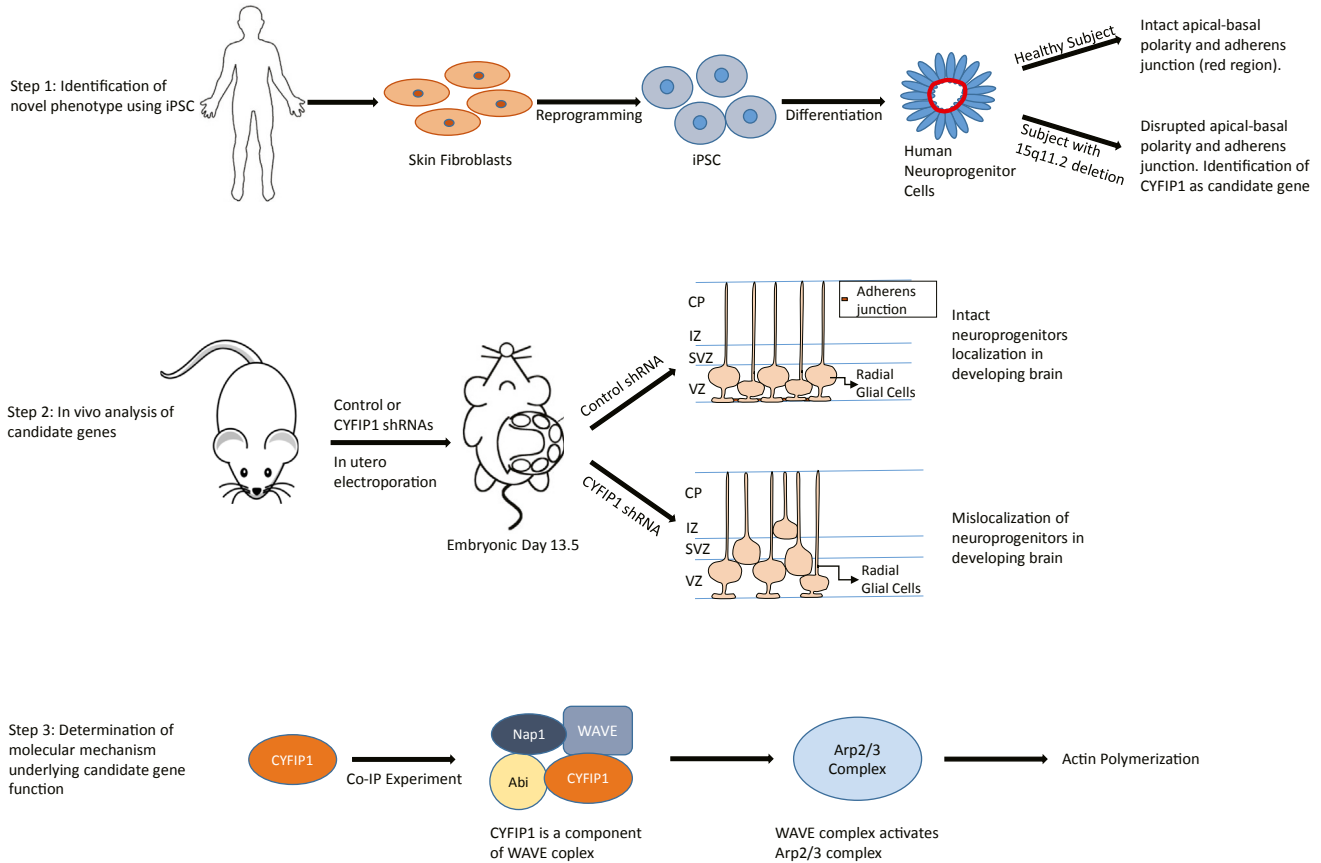 Step 1: Identification of
novel phenotype using iPSC
Skin Fibroblasts
Reprogramming
iPSC
Differentiation
Human
Neuroprogenitor
Cells
Healthy Subject
Intact apical-basal
polarity and adherens
junction (red region).
Subject with
15q11.2 deletion
Disrupted apical-basal
polarity and adherens
junction. Identification of
CYFIP1 as candidate gene
Step 2: In vivo analysis of
candidate genes
Control or
CYFIP1 shRNAs
In utero
electroporation
Embryonic Day 13.5
Control shRNA
CP
IZ
SVZ
VZ
Adherens
junction
Radial
Glial Cells
Intact
neuroprogenitors
localization in
developing brain
CYFIP1 shRNA
CP
IZ
SVZ
VZ
Radial
Glial Cells
Mislocalization of
neuroprogenitors in
developing brain
Step 3: Determination of
molecular mechanism
underlying candidate gene
function
CYFIP1
Co-IP Experiment
Nap1
WAVE
Abi
CYFIP1
CYFIP1 is a component
of WAVE coplex
Arp2/3
Complex
WAVE complex activates
Arp2/3 complex
Actin Polymerization